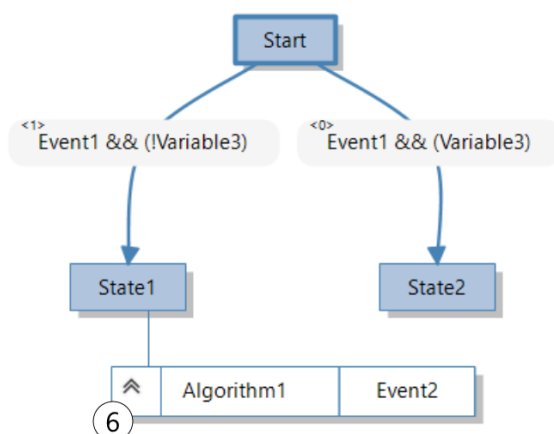 Start
<1>
Event1 && (!Variable3)
<0>
Event1 && (Variable3)
State1
State2
Algorithm1
Event2
6